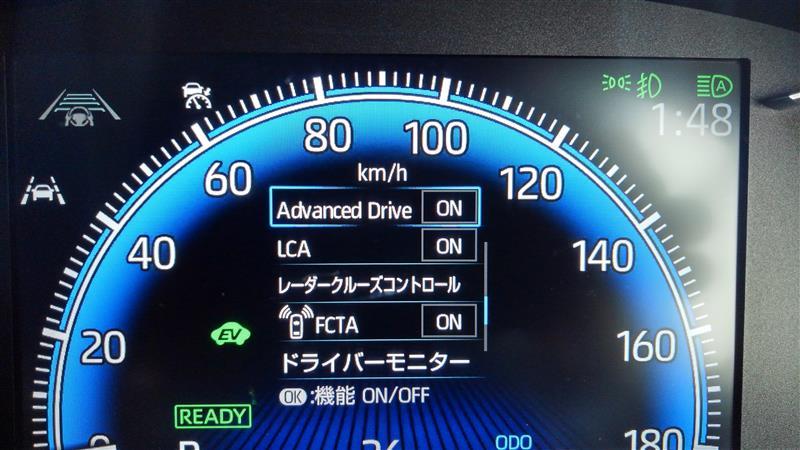 1:48
80 100
km/h
60 120
Advanced Drive ON
LCA ON
40 140
レーダークルーズコントロール
FCTA ON
EV
20 160
ドライバーモニター
OK:機能 ON/OFF
READY
ODO
180
A